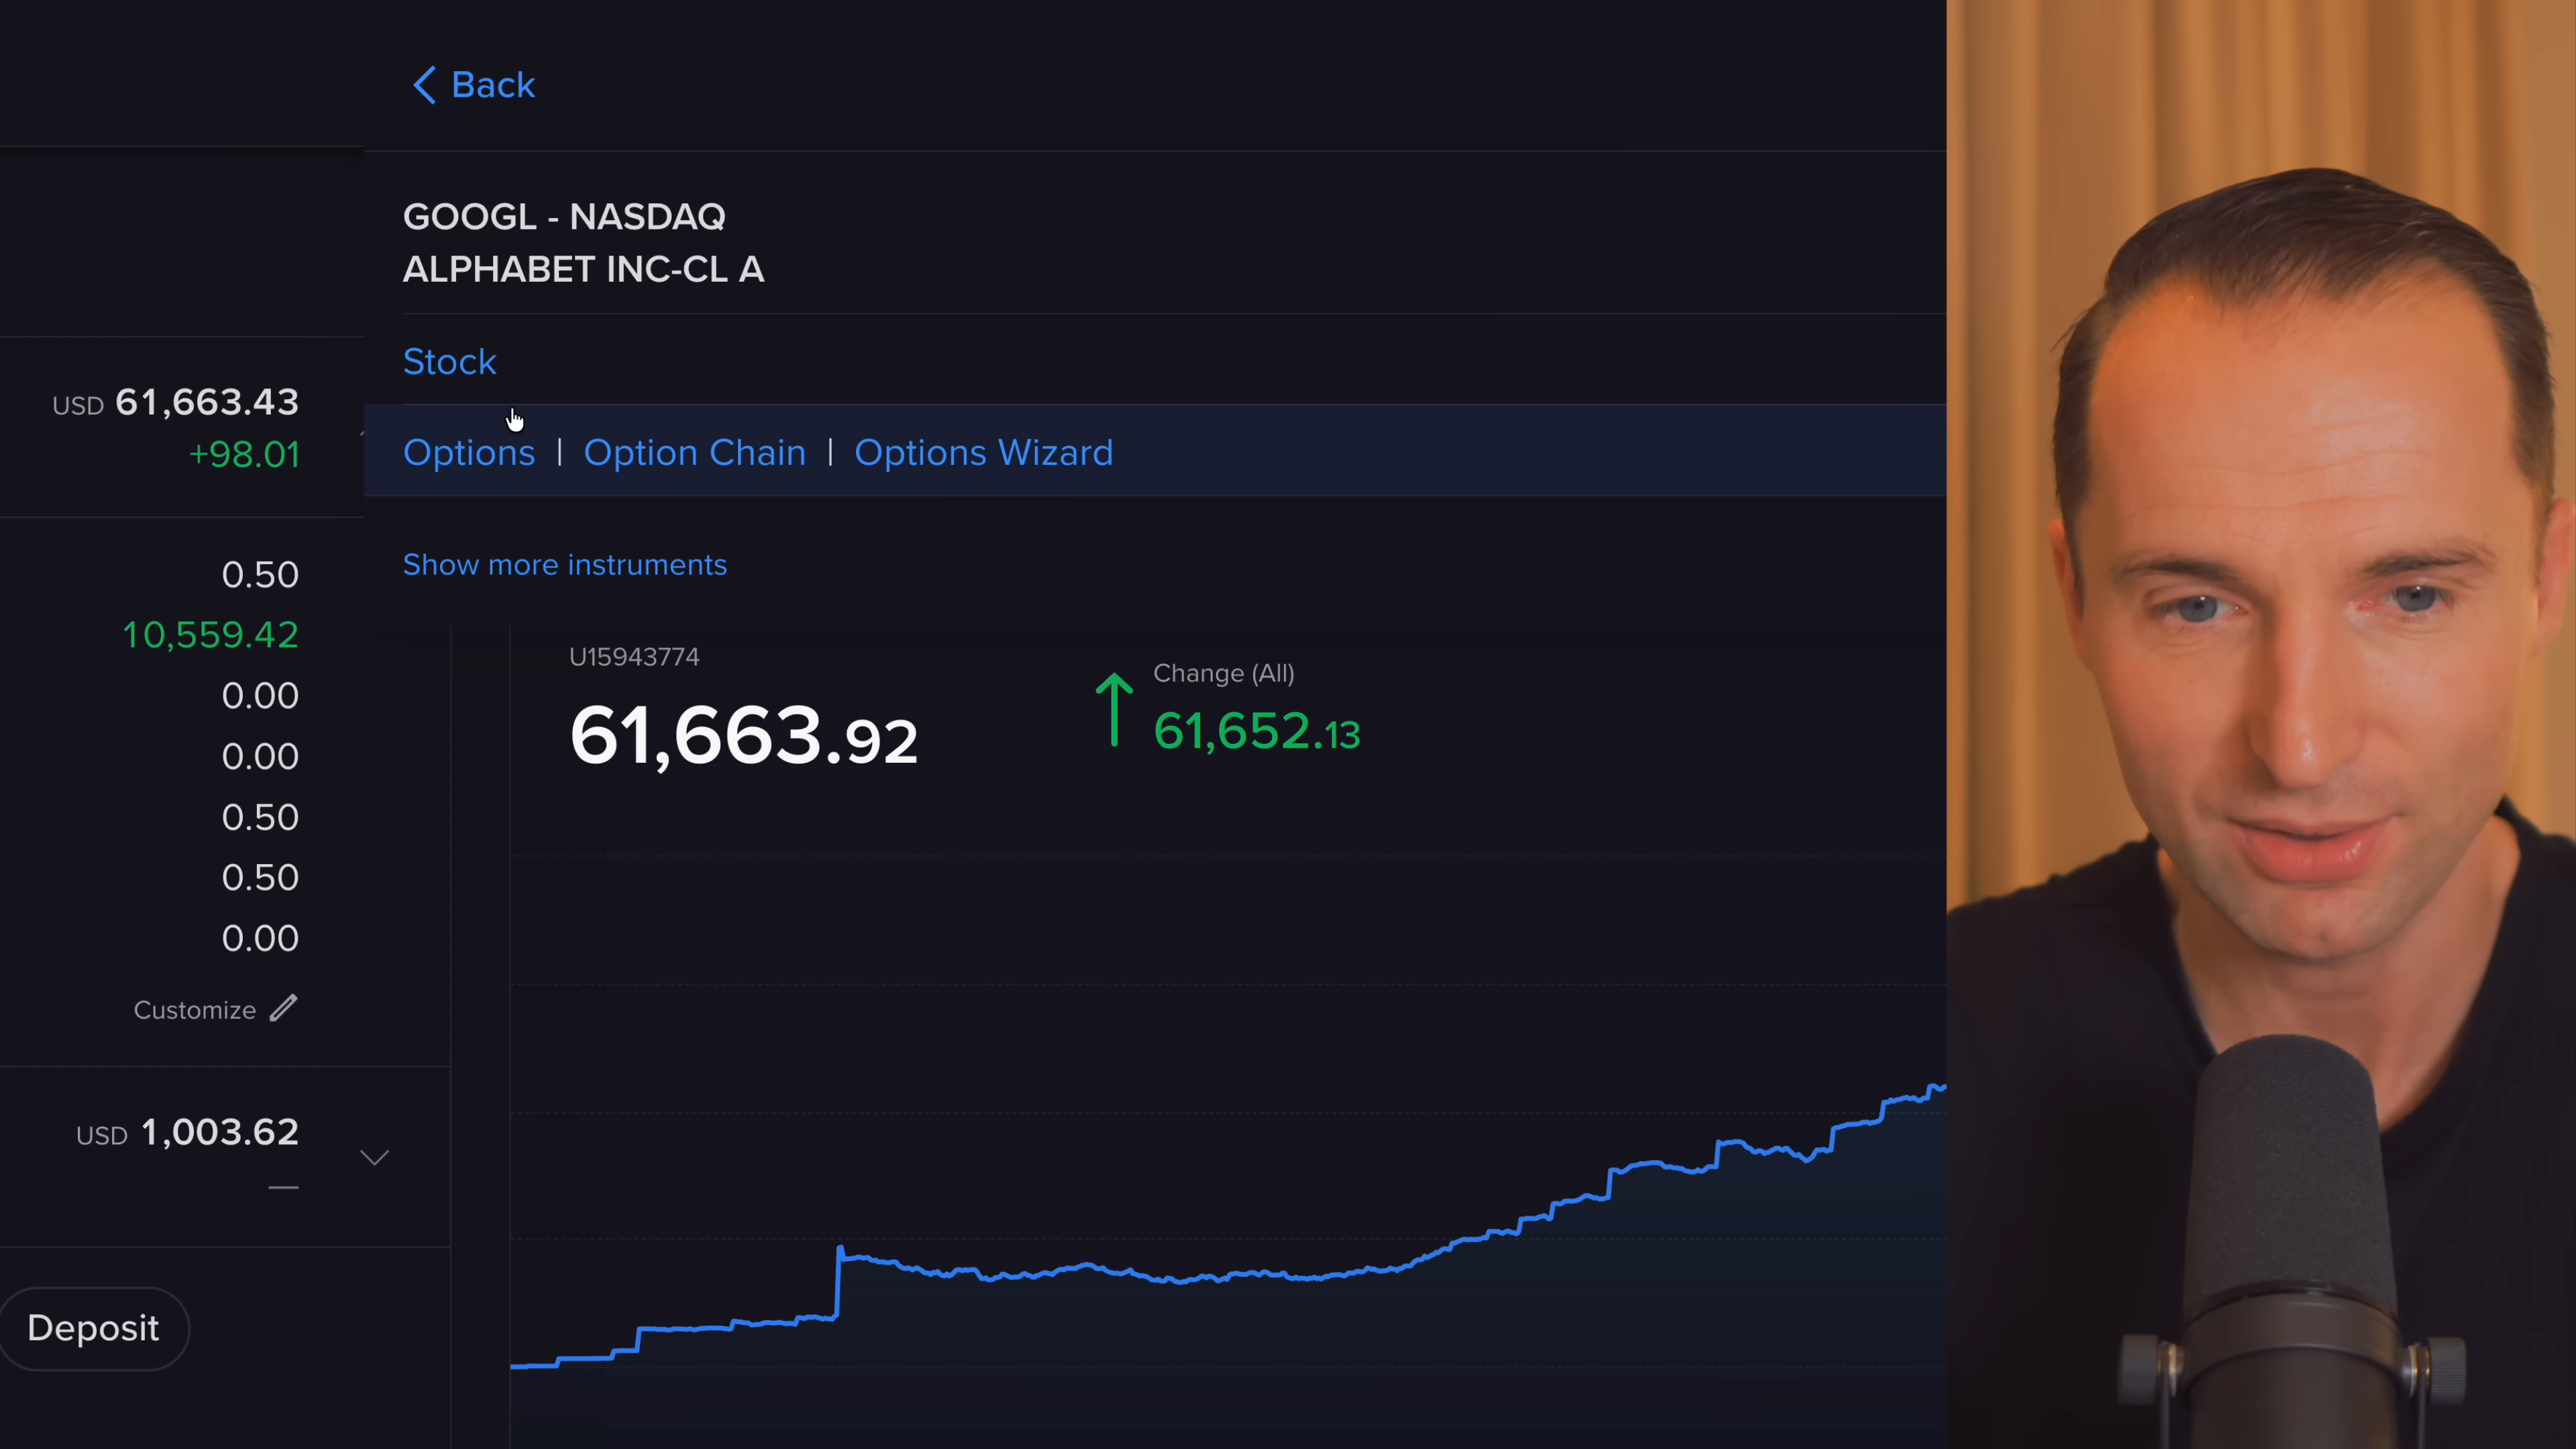 Back
GOOGL - NASDAQ
ALPHABET INC-CL A
Stock
Options | Option Chain | Options Wizard
Show more instruments
USD 61,663.43
+98.01
0.50
10,559.42
0.00
0.00
0.50
0.50
0.00
Customize
USD 1,003.62
—
Deposit
U15943774
61,663.92
Change (All)
61,652.13